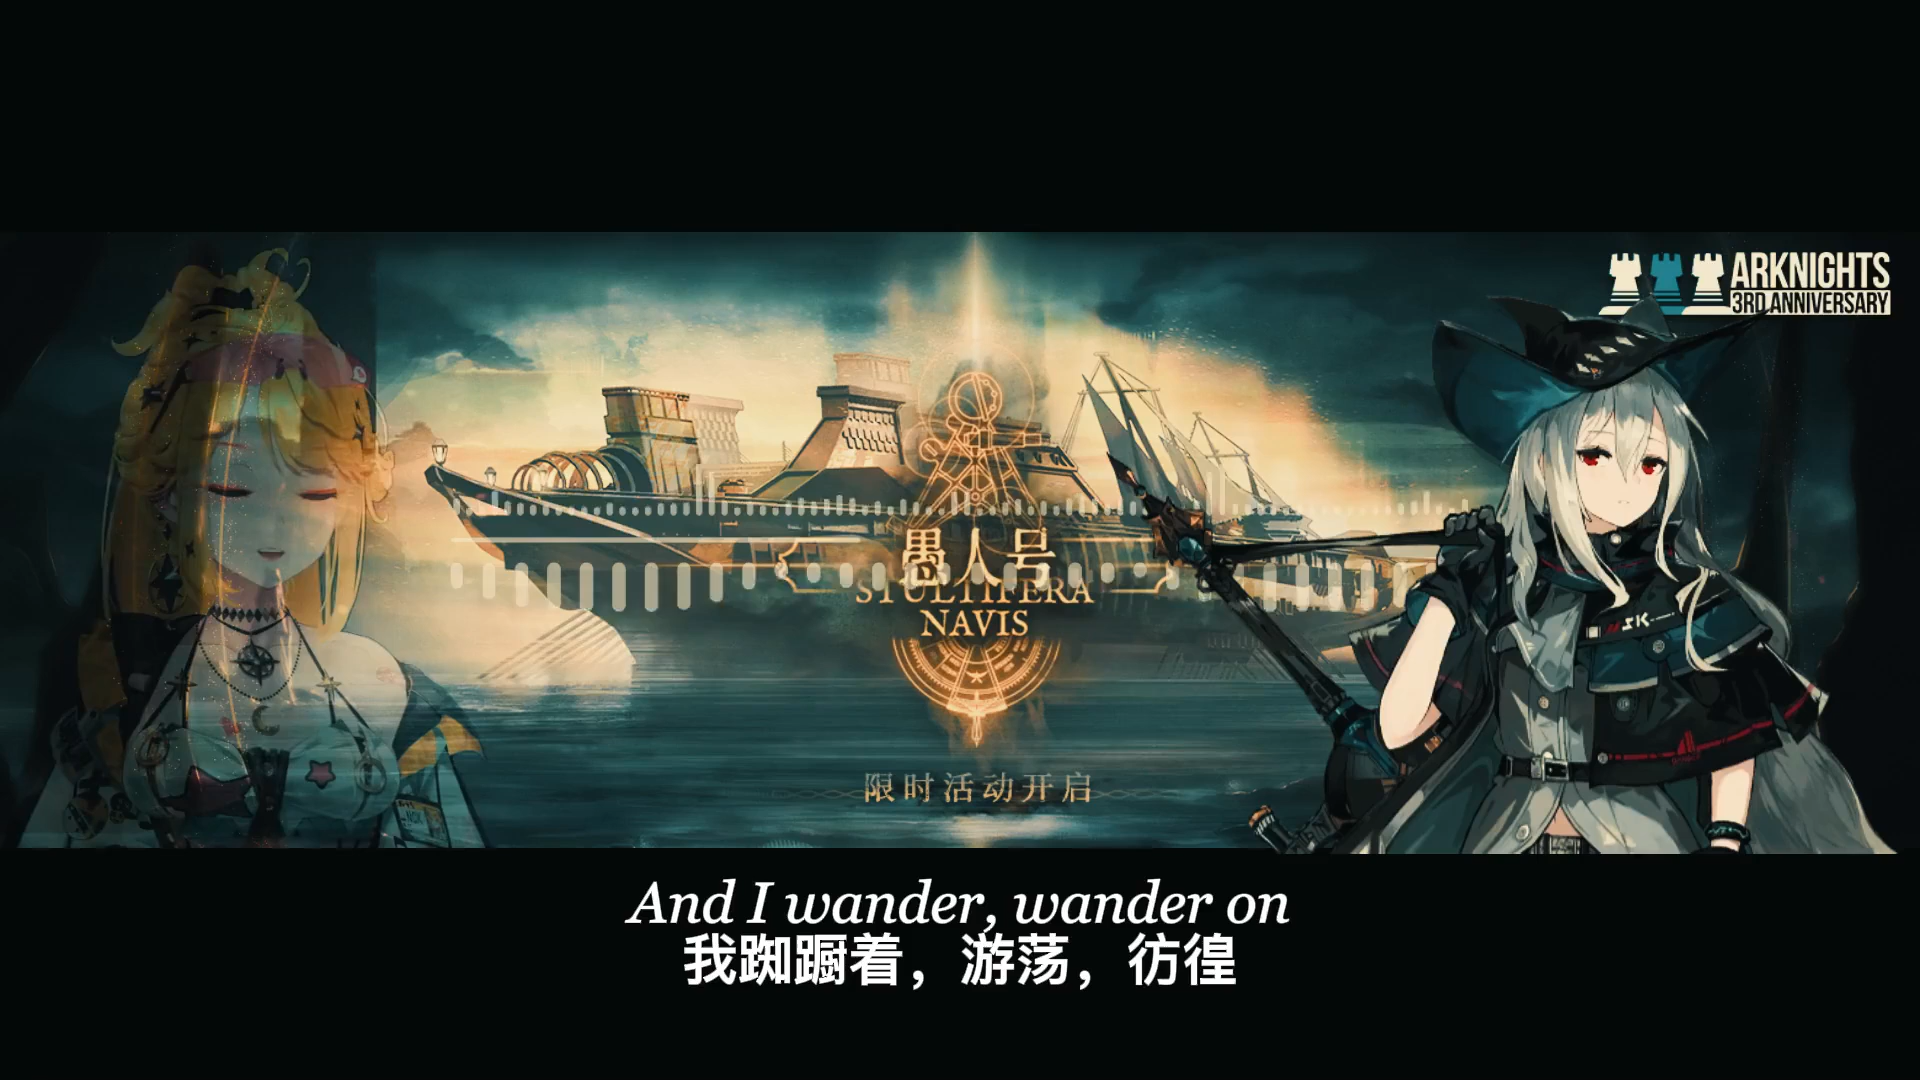 ARKNIGHTS
3RD ANNIVERSARY
SK
愚人号
STULTIFERA
NAVIS
限时活动开启
And I wander, wander on
我踟蹰着，游荡，彷徨